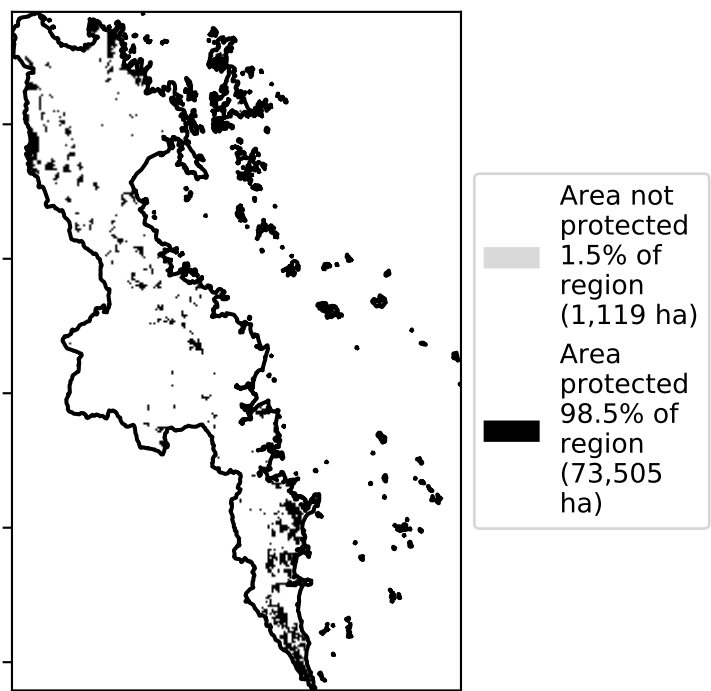 Area not
protected
1.5% of
region
(1,119 ha)
Area
protected
98.5% of
region
(73,505
ha)